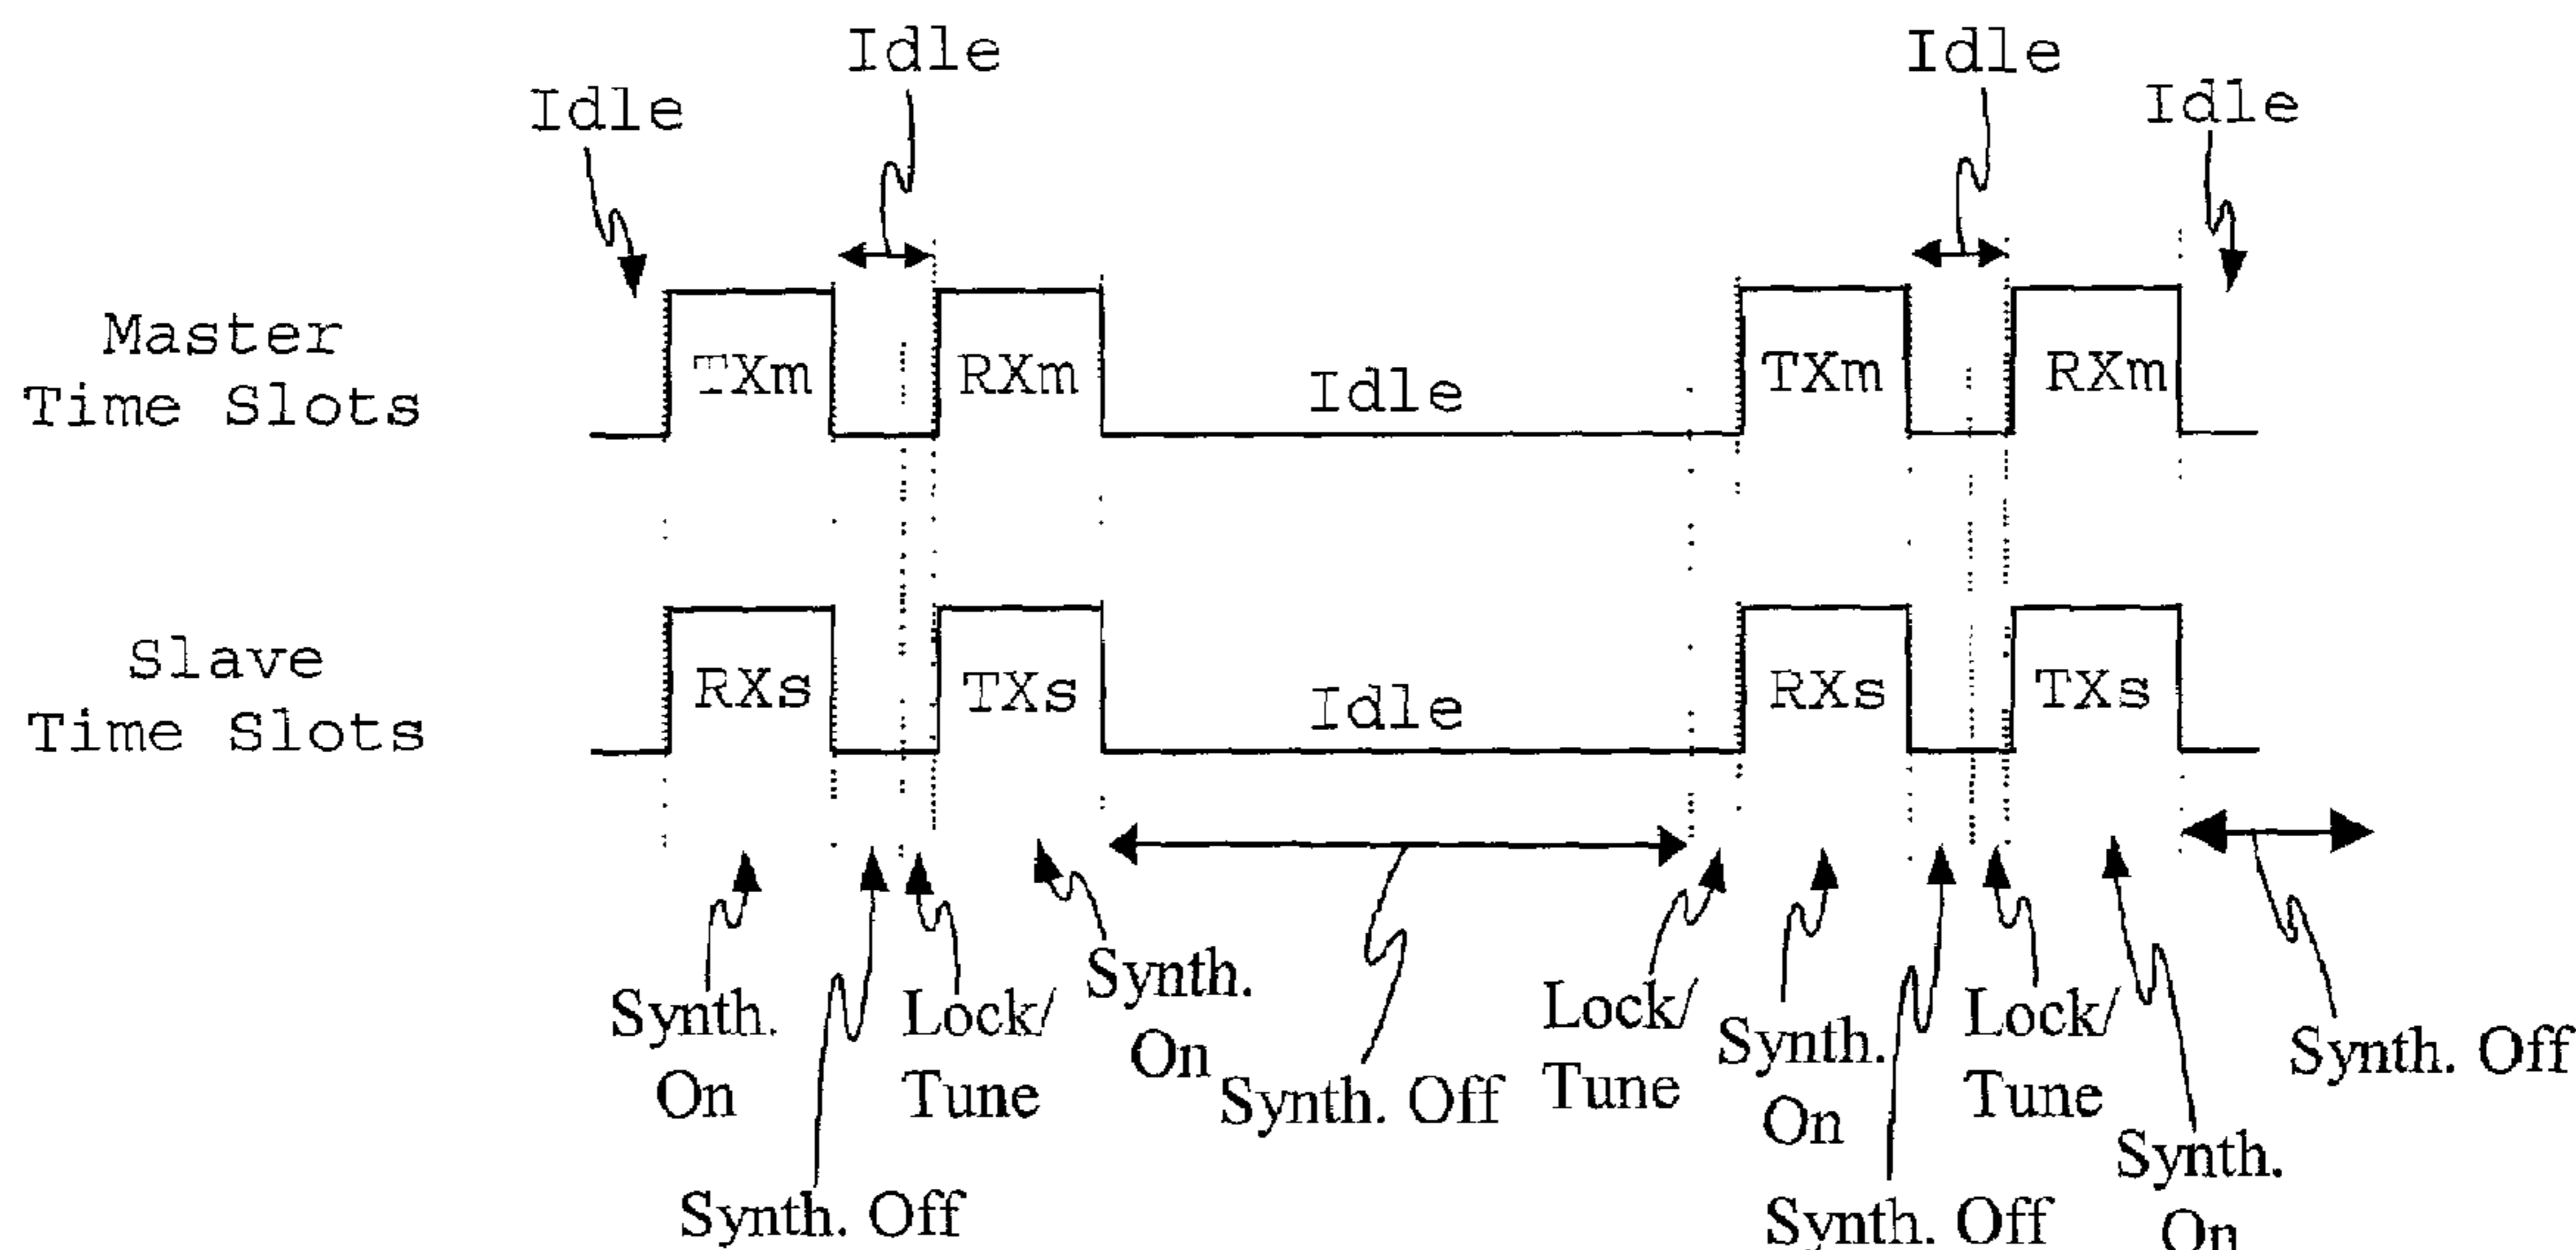 Idle
Idle
Idle
Idle
Master
Time Slots
TXm
RXm
Idle
TXm
RXm
Slave
Time Slots
RXs
TXs
Idle
RXs
TXs
Synth.
On
Synth. Off
Lock/
Tune
Synth.
On
Synth. Off
Lock/
Tune
Synth.
On
Synth. Off
Lock/
Tune
Synth.
On
Synth. Off